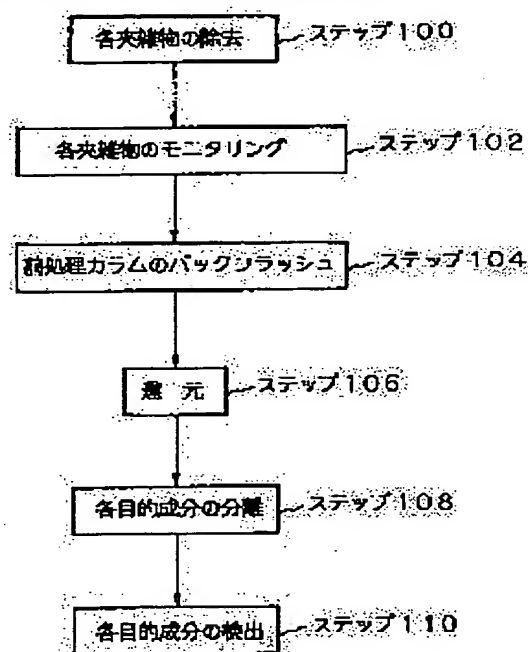 各夾雑物の除去 ステップ100
各夾雑物のモニタリング ステップ102
前処理カラムのバックフラッシュ ステップ104
還元 ステップ106
各目的成分の分離 ステップ108
各目的成分の検出 ステップ110